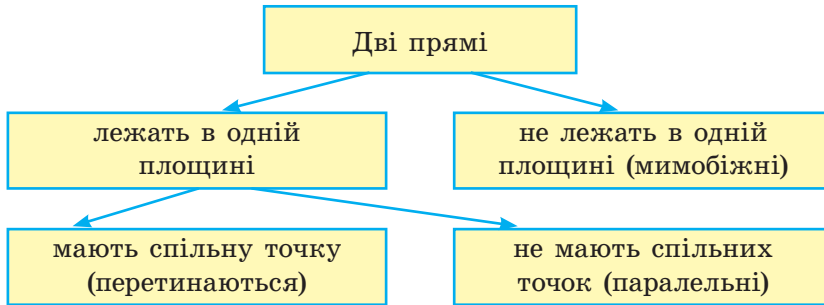 Дві прямі
лежать в одній
площині
не лежать в одній
площині (мимобіжні)
мають спільну точку
(перетинаються)
не мають спільних
точок (паралельні)